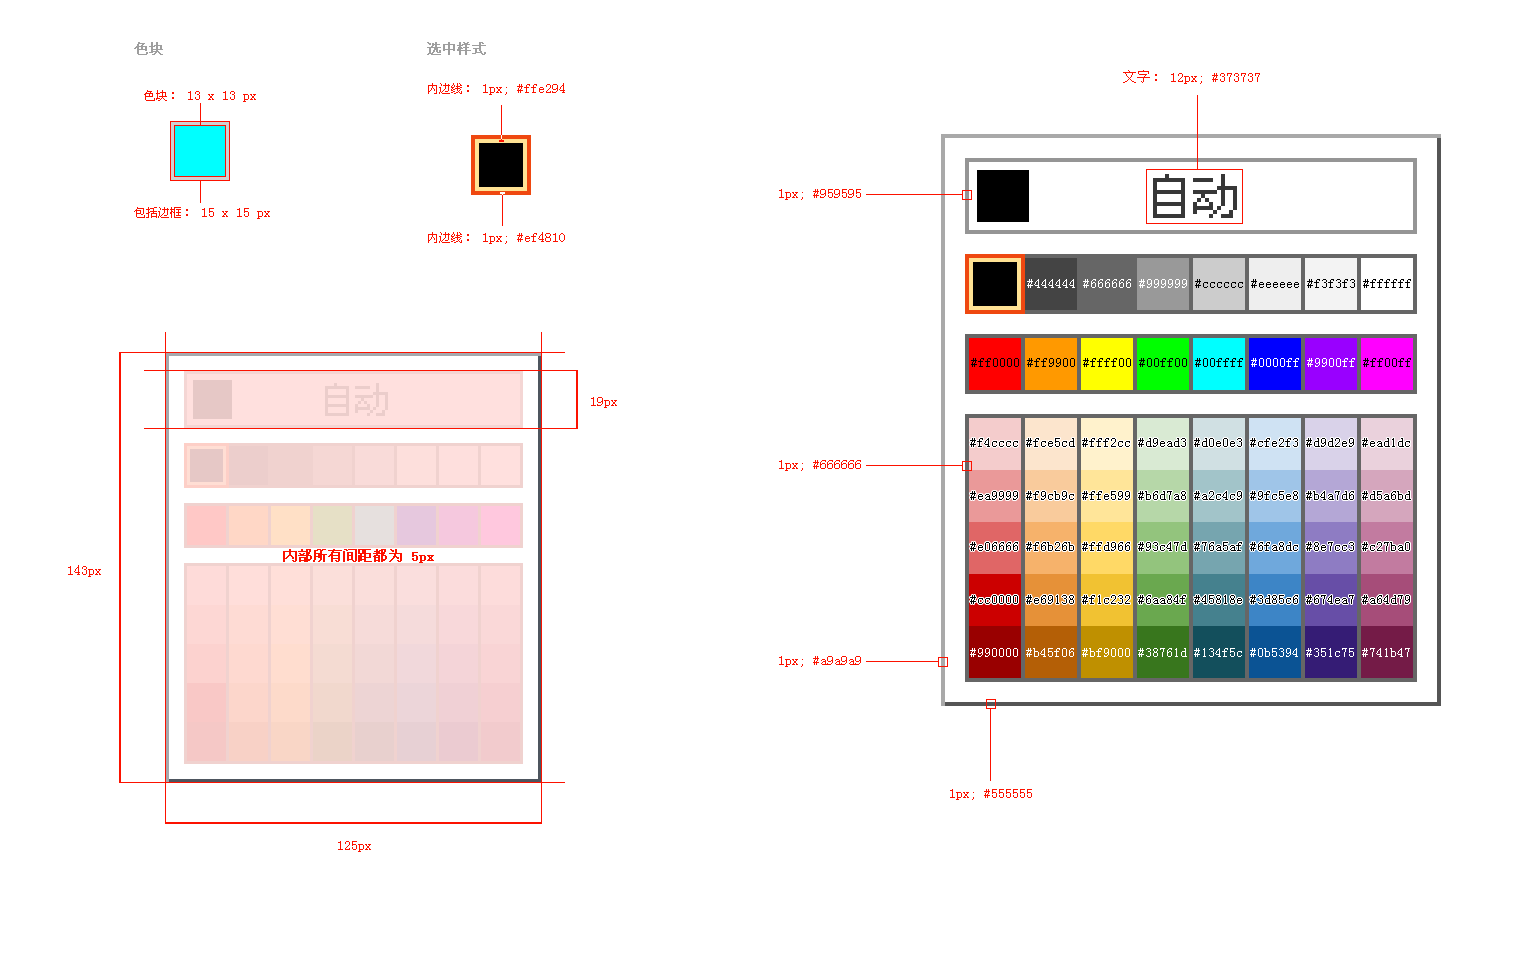 色块
选中样式
色块： 13 x 13 px
内边线： 1px; #ffe294
包括边框： 15 x 15 px
内边线： 1px; #ef4810
自动
19px
内部所有间距都为 5px
143px
125px
文字： 12px; #373737
1px; #959595
自动
#444444 #666666 #999999 #cccccc #eeeeee #f3f3f3 #ffffff
#ff0000 #ff9900 #ffff00 #00ff00 #00ffff #0000ff #9900ff #ff00ff
#f4cccc #fce5cd #fff2cc #d9ead3 #d0e0e3 #cfe2f3 #d9d2e9 #ead1dc
1px; #666666
#ea9999 #f9cb9c #ffe599 #b6d7a8 #a2c4c9 #9fc5e8 #b4a7d6 #d5a6bd
#e06666 #f6b26b #ffd966 #93c47d #76a5af #6fa8dc #8e7cc3 #c27ba0
#cc0000 #e69138 #f1c232 #6aa84f #45818e #3d85c6 #674ea7 #a64d79
#990000 #b45f06 #bf9000 #38761d #134f5c #0b5394 #351c75 #741b47
1px; #a9a9a9
1px; #555555